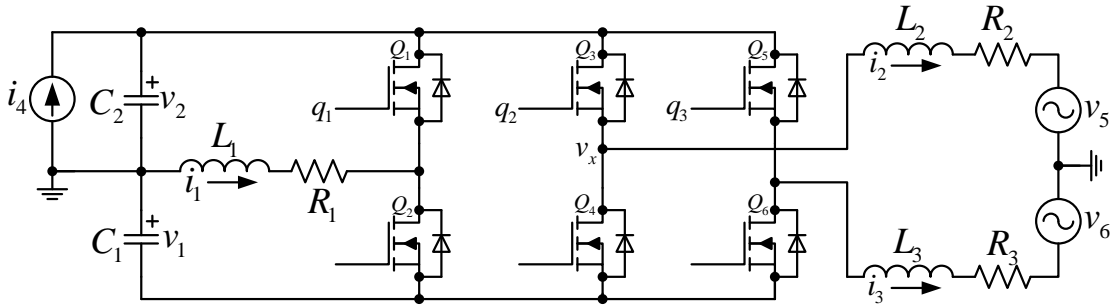 L₂ R₂
Q₁ Q₃ Q₅
i₂
i₄ C₂ + v₂ q₁ q₂ q₃ v₅
L₁ vₓ
i₁ R₁
Q₂ Q₄ Q₆
C₁ + v₁ L₃ R₃ v₆
i₃